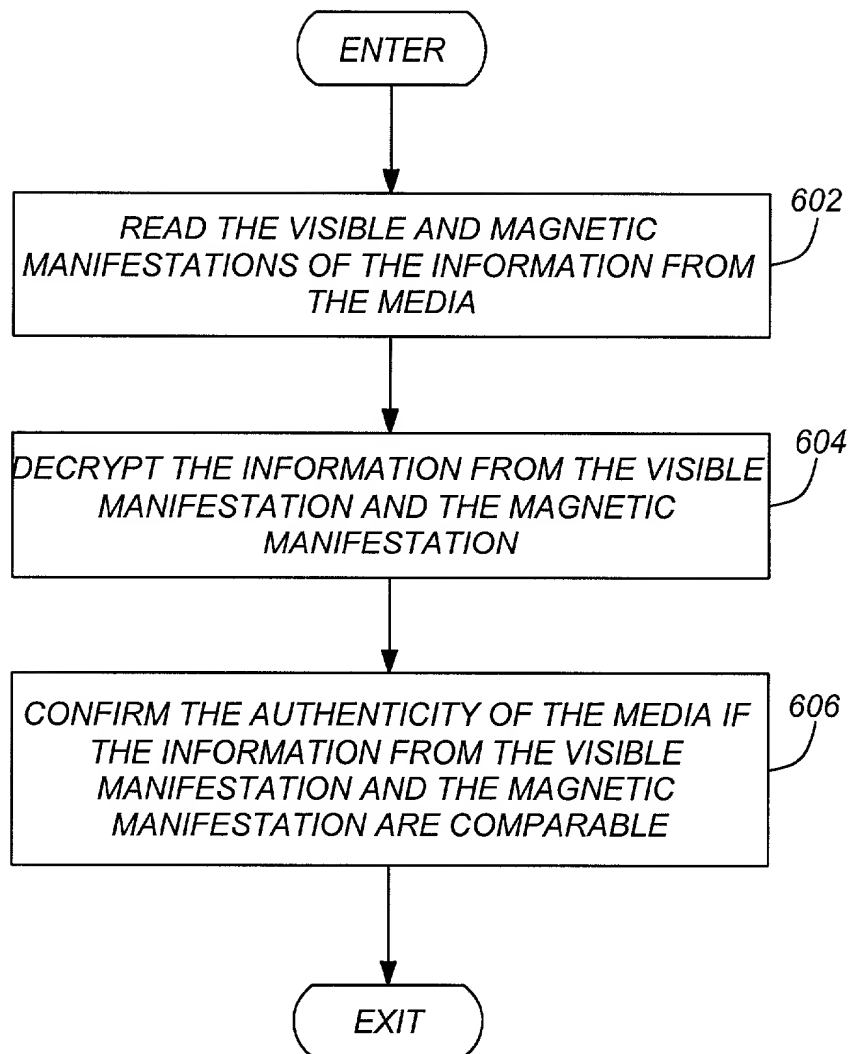 ENTER
602
READ THE VISIBLE AND MAGNETIC
MANIFESTATIONS OF THE INFORMATION FROM
THE MEDIA
604
DECRYPT THE INFORMATION FROM THE VISIBLE
MANIFESTATION AND THE MAGNETIC
MANIFESTATION
606
CONFIRM THE AUTHENTICITY OF THE MEDIA IF
THE INFORMATION FROM THE VISIBLE
MANIFESTATION AND THE MAGNETIC
MANIFESTATION ARE COMPARABLE
EXIT